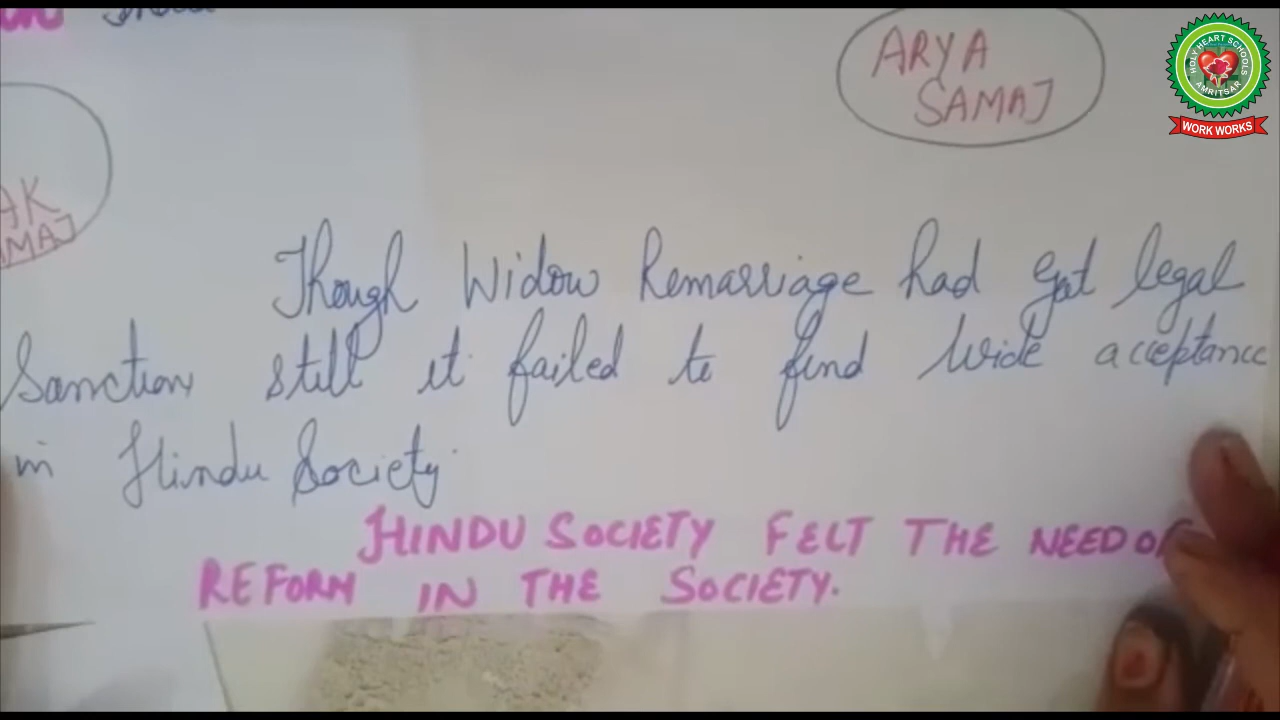 ARYA
SAMAJ
HOLY HEART SCHOOLS
AMRITSAR
WORK WORKS
AK
MAJ
Though Widow Remarriage had got legal
Sanction still it failed to find wide acceptance
in Hindu Society.
HINDU SOCIETY FELT THE NEED OF
REFORM IN THE SOCIETY.